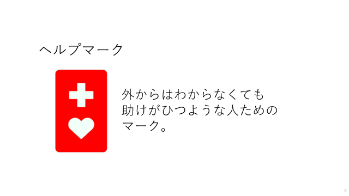 ヘルプマーク
外からはわからなくても
助けがひつような人ための
マーク。